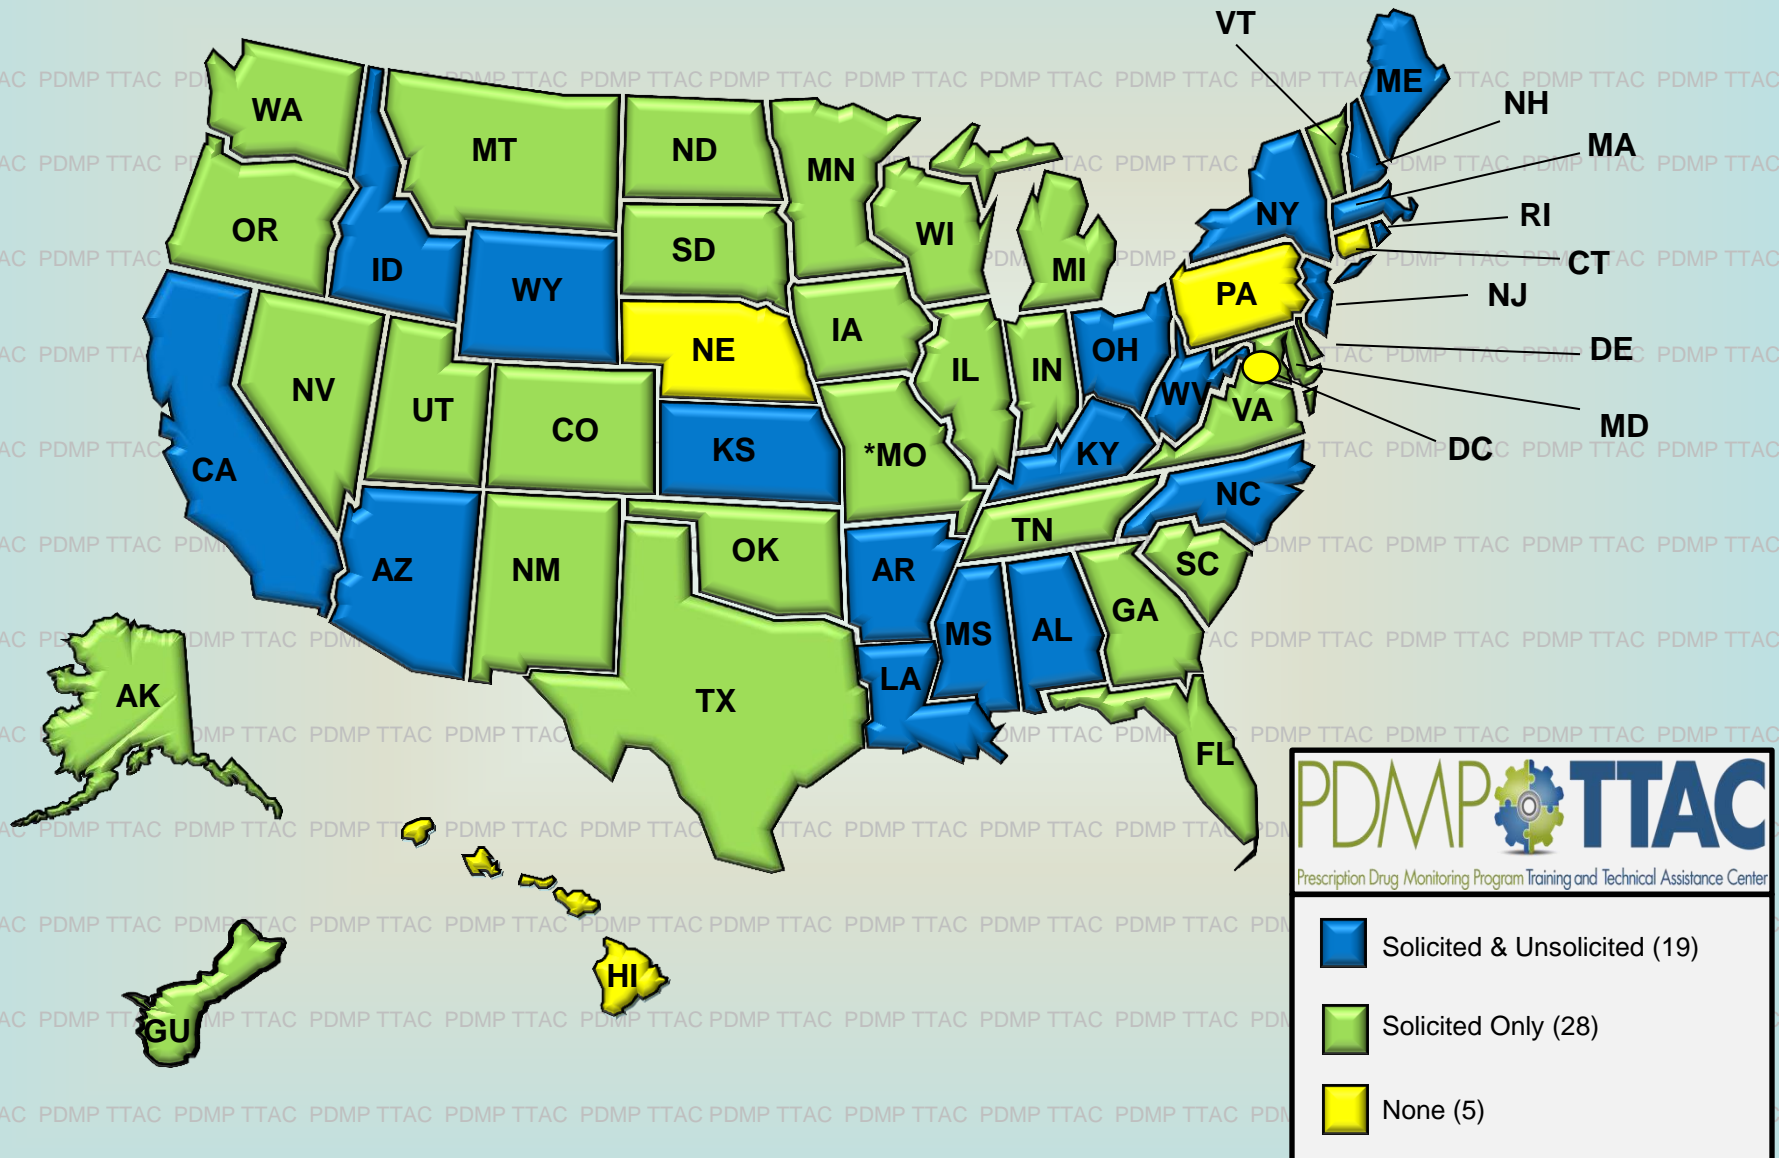 VT
ME
NH
MA
RI
CT
NJ
DE
MD
DC
WA
MT
ND
MN
OR
ID
WY
SD
WI
MI
NY
PA
NE
IA
NV
UT
CO
IL
IN
OH
WV
VA
CA
KS
*MO
KY
NC
AZ
NM
OK
AR
TN
SC
TX
LA
MS
AL
GA
FL
AK
HI
GU
PDMP TTAC
Prescription Drug Monitoring Program Training and Technical Assistance Center
Solicited & Unsolicited (19)
Solicited Only (28)
None (5)